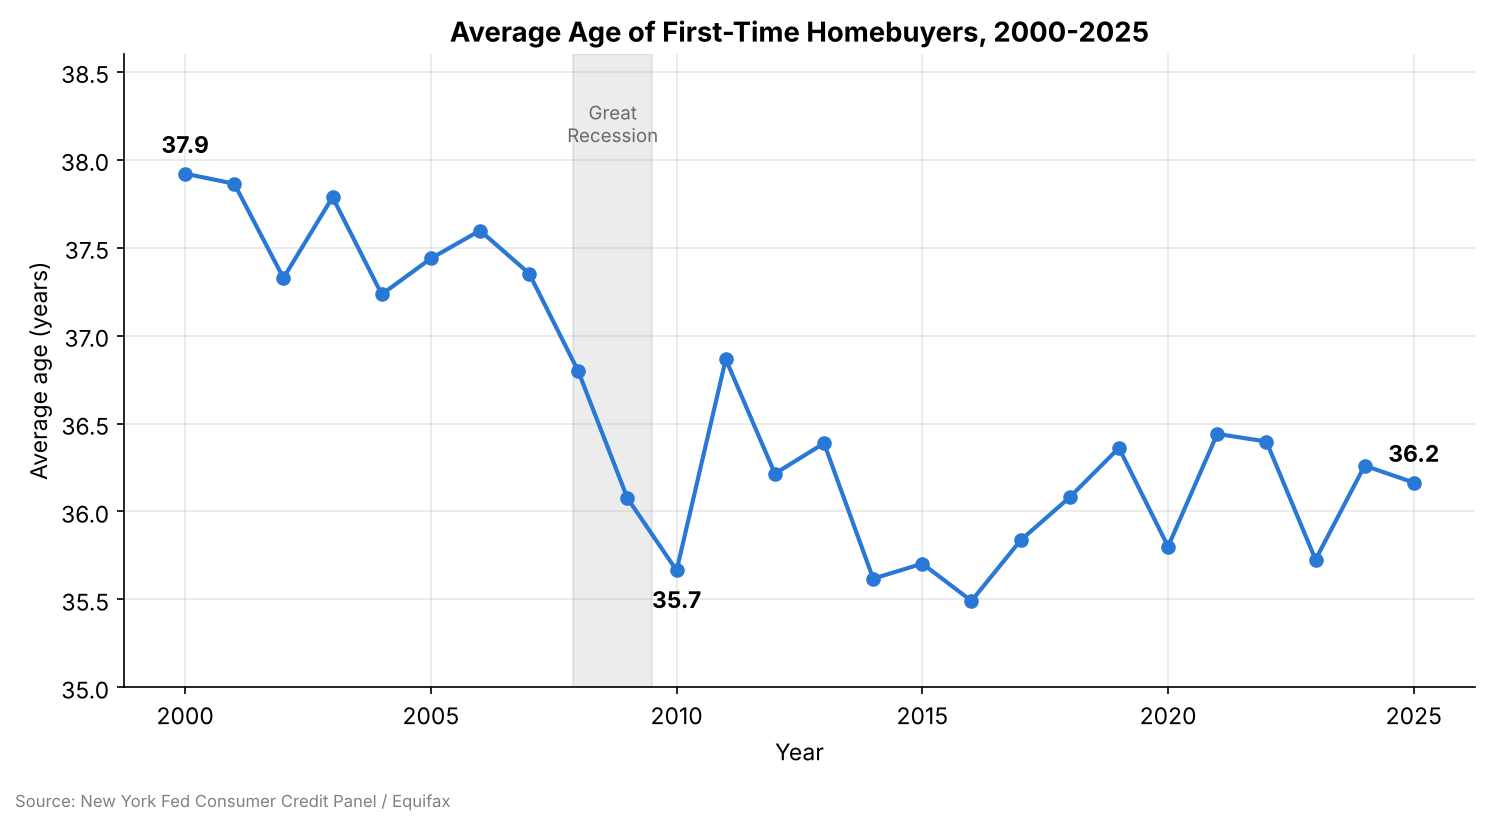 Average Age of First-Time Homebuyers, 2000-2025
Great
Recession
37.9
35.7
36.2
Average age (years)
38.5
38.0
37.5
37.0
36.5
36.0
35.5
35.0
2000 2005 2010 2015 2020 2025
Year
Source: New York Fed Consumer Credit Panel / Equifax